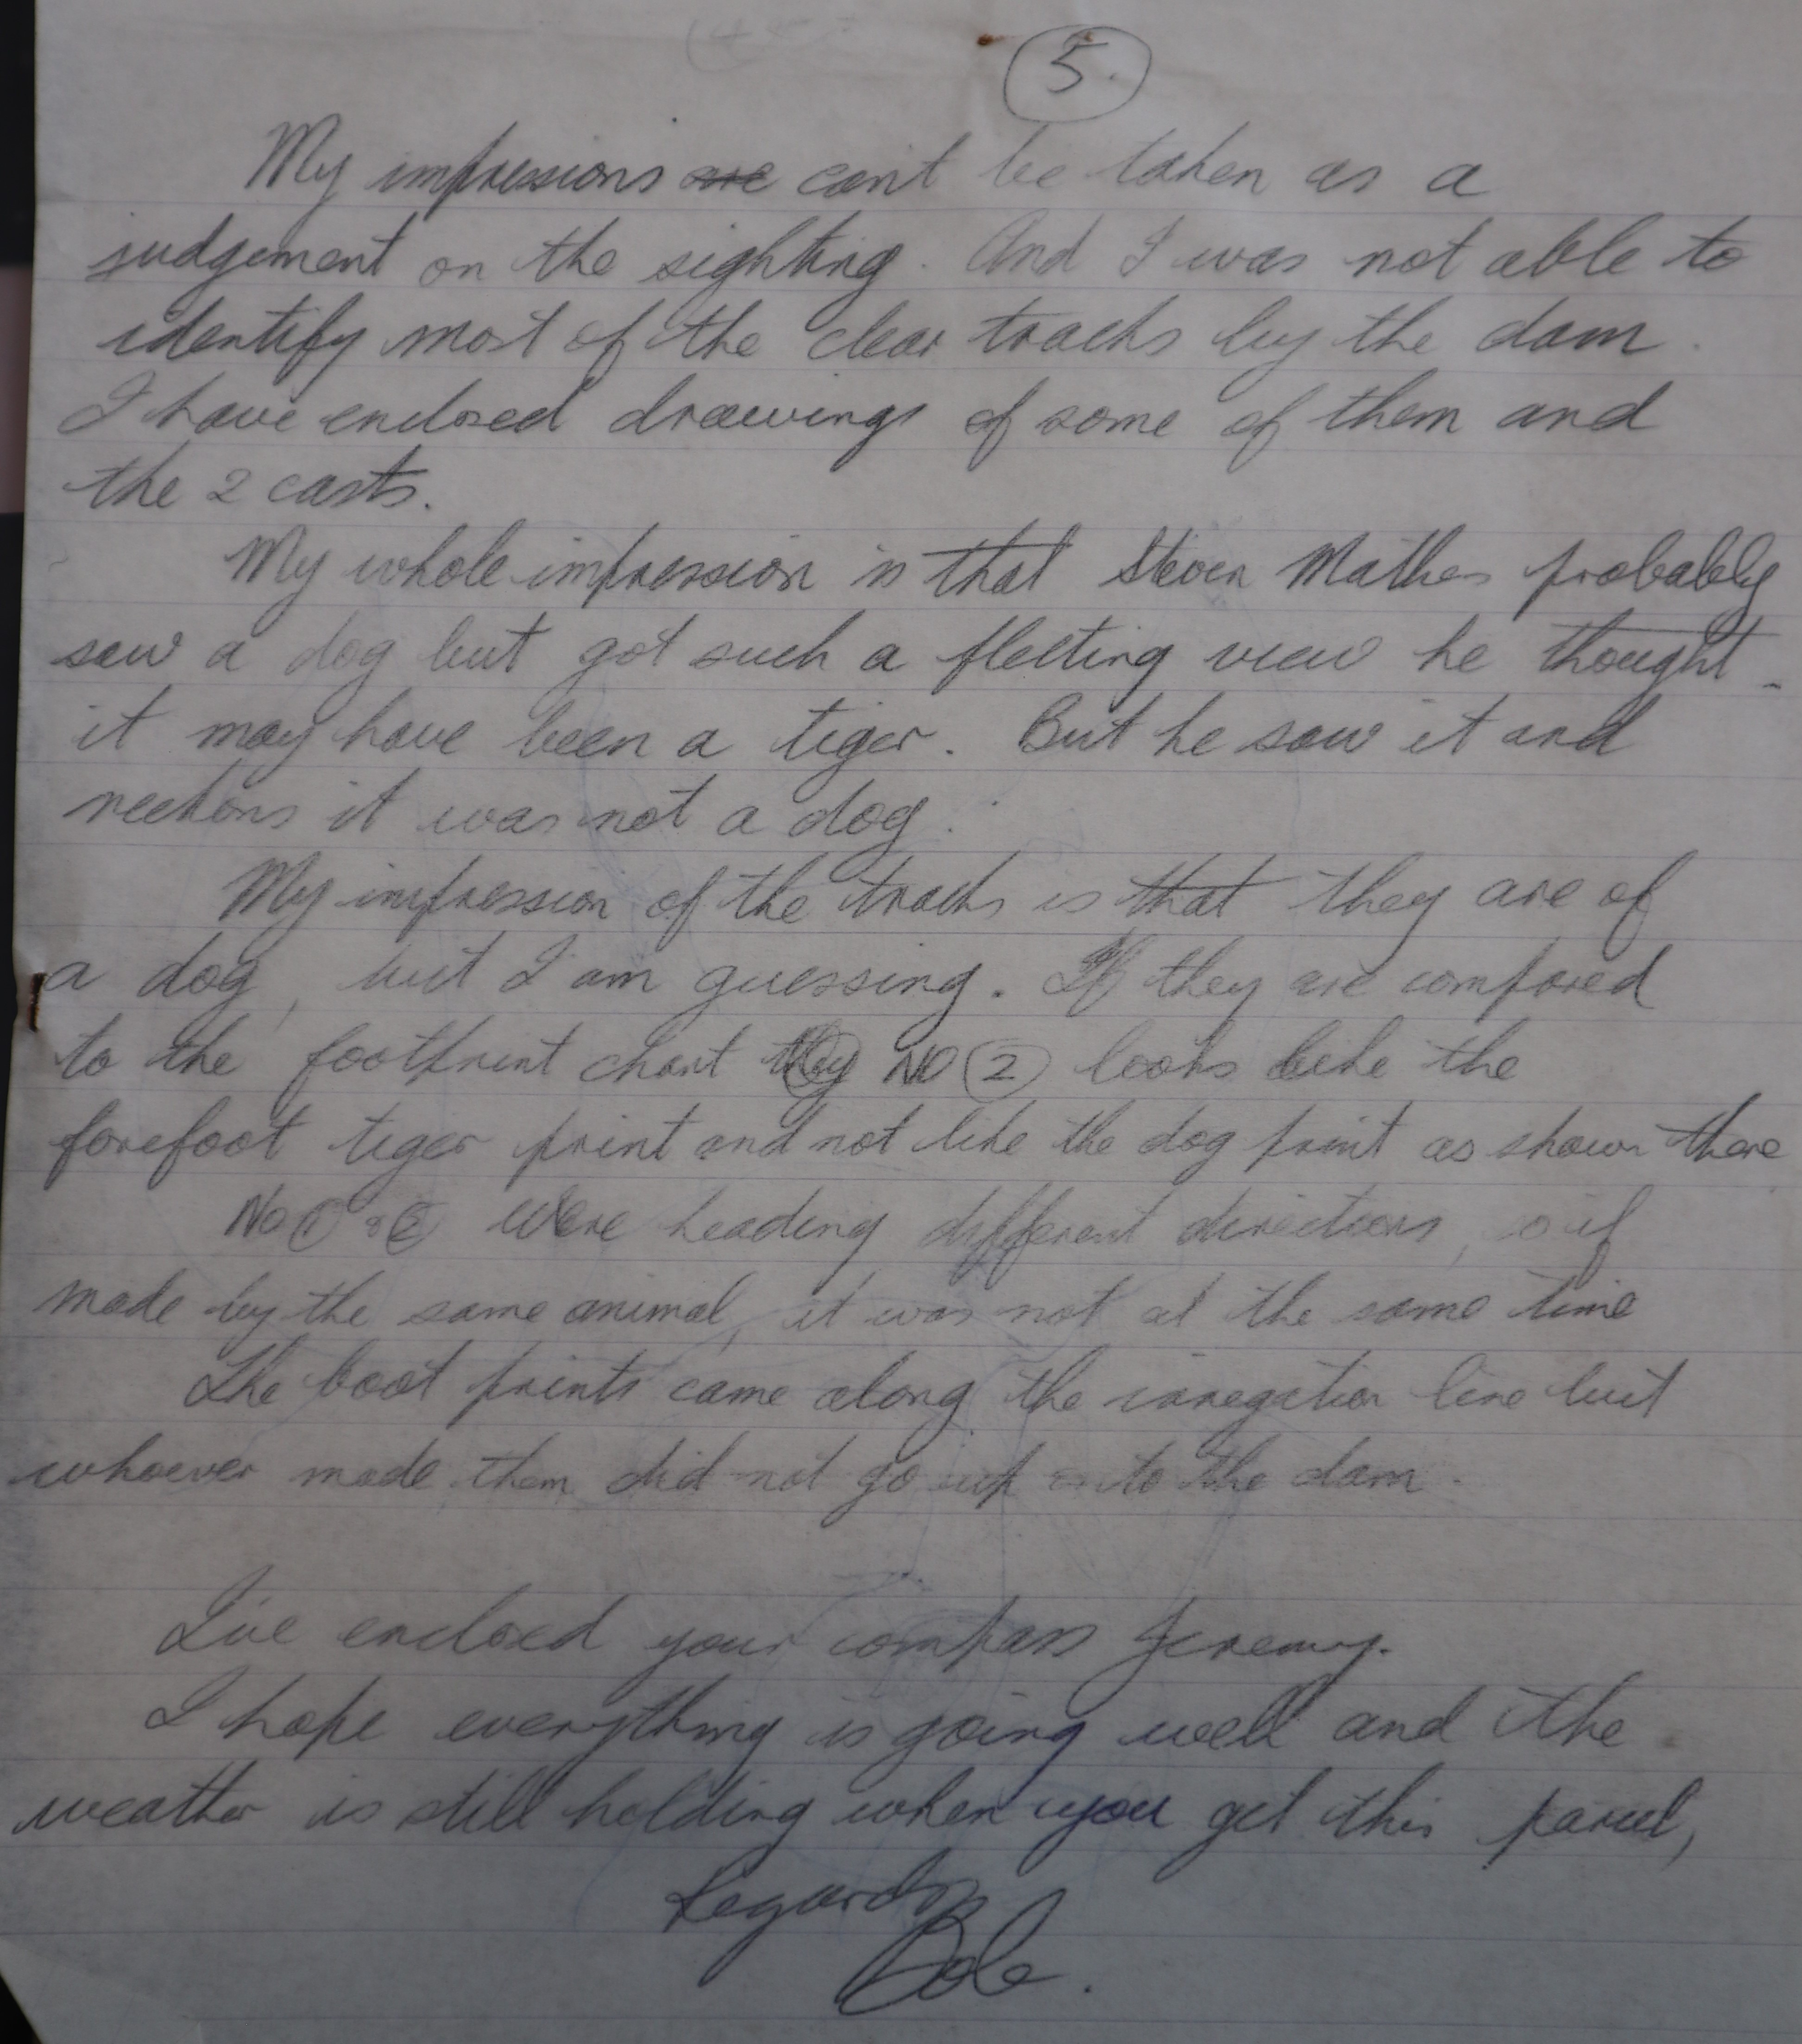 5.
My impressions are can't be taken as a
judgement on the sighting. And I was not able to
identify most of the clear tracks by the dam.
I have enclosed drawings of some of them and
the 2 casts.
My whole impression is that Steven Mathes probably
saw a dog but got such a fleeting view he thought
it may have been a tiger. But he saw it and
reckons it was not a dog.
My impression of the tracks is that they are of
a dog, but I am guessing. If they are compared
to the footprint chart they NO 2 looks like the
forefoot tiger print and not like the dog print as shown there
No 1 & 2 were heading different directions, so if
made by the same animal, it was not at the same time
The boot prints came along the irregation line but
whoever made them did not go up onto the dam.
I've enclosed your compass Jeremy.
I hope everything is going well and the
weather is still holding when you get this parcel,
Regards
Bob.